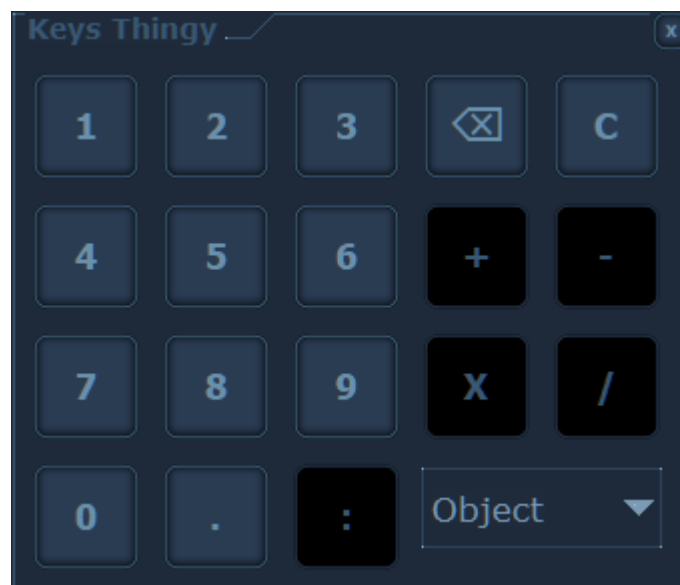 Keys Thingy x
1 2 3 ⌫ C
4 5 6 + -
7 8 9 X /
0 . : Object